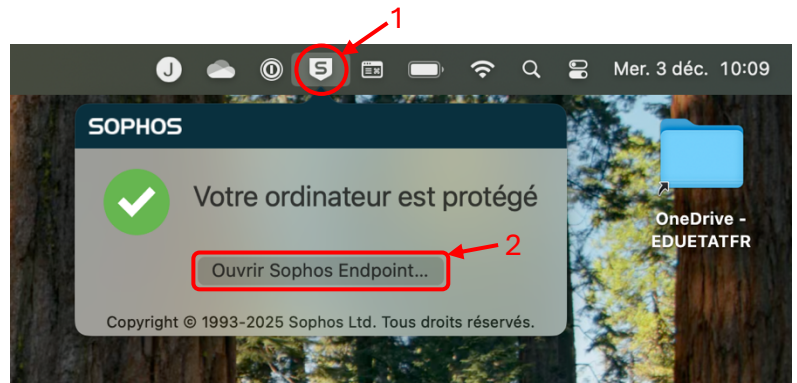 1
J
S
Mer. 3 déc. 10:09
SOPHOS
Votre ordinateur est protégé
2
Ouvrir Sophos Endpoint...
Copyright © 1993-2025 Sophos Ltd. Tous droits réservés.
OneDrive -
EDUETATFR